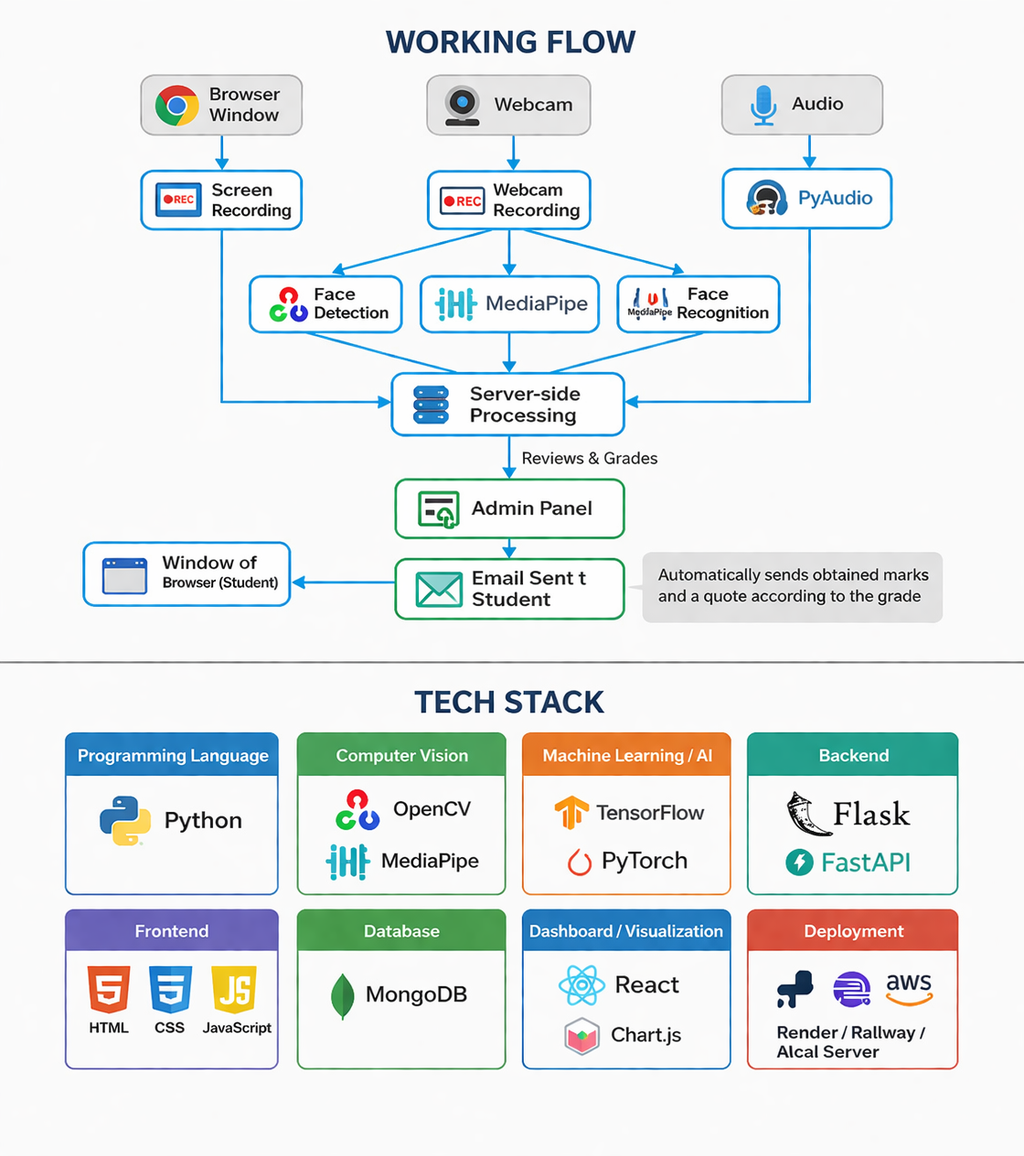 WORKING FLOW
Browser
Window
Webcam
Audio
REC
Screen
Recording
REC
Webcam
Recording
PyAudio
Face
Detection
MediaPipe
MediaPipe
Face
Recognition
Server-side
Processing
Reviews & Grades
Admin Panel
Window of
Browser (Student)
Email Sent t
Student
Automatically sends obtained marks
and a quote according to the grade
TECH STACK
Programming Language
Python
Computer Vision
OpenCV
MediaPipe
Machine Learning / AI
TensorFlow
PyTorch
Backend
Flask
FastAPI
Frontend
5
3
JS
HTML
CSS
JavaScript
Database
MongoDB
Dashboard / Visualization
React
Chart.js
Deployment
aws
Render / Rallway /
Alcal Server